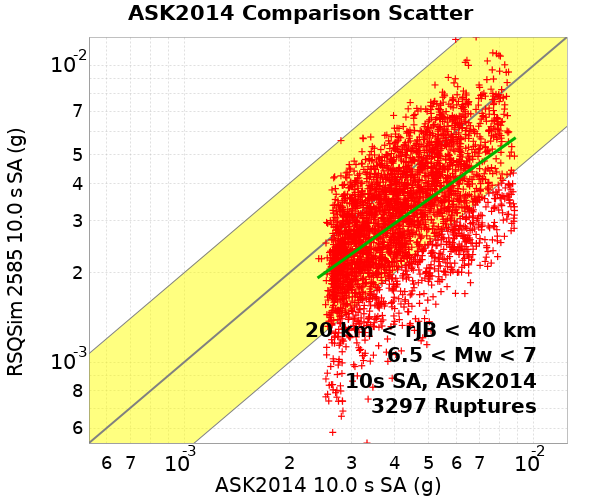 ASK2014 Comparison Scatter
RSQSim 2585 10.0 s SA (g)
10-2
7
5
4
3
2
10-3
8
6
20 km < rJB < 40 km
6.5 < Mw < 7
10s SA, ASK2014
3297 Ruptures
6 7 10-3 2 3 4 5 6 7 10-2
ASK2014 10.0 s SA (g)